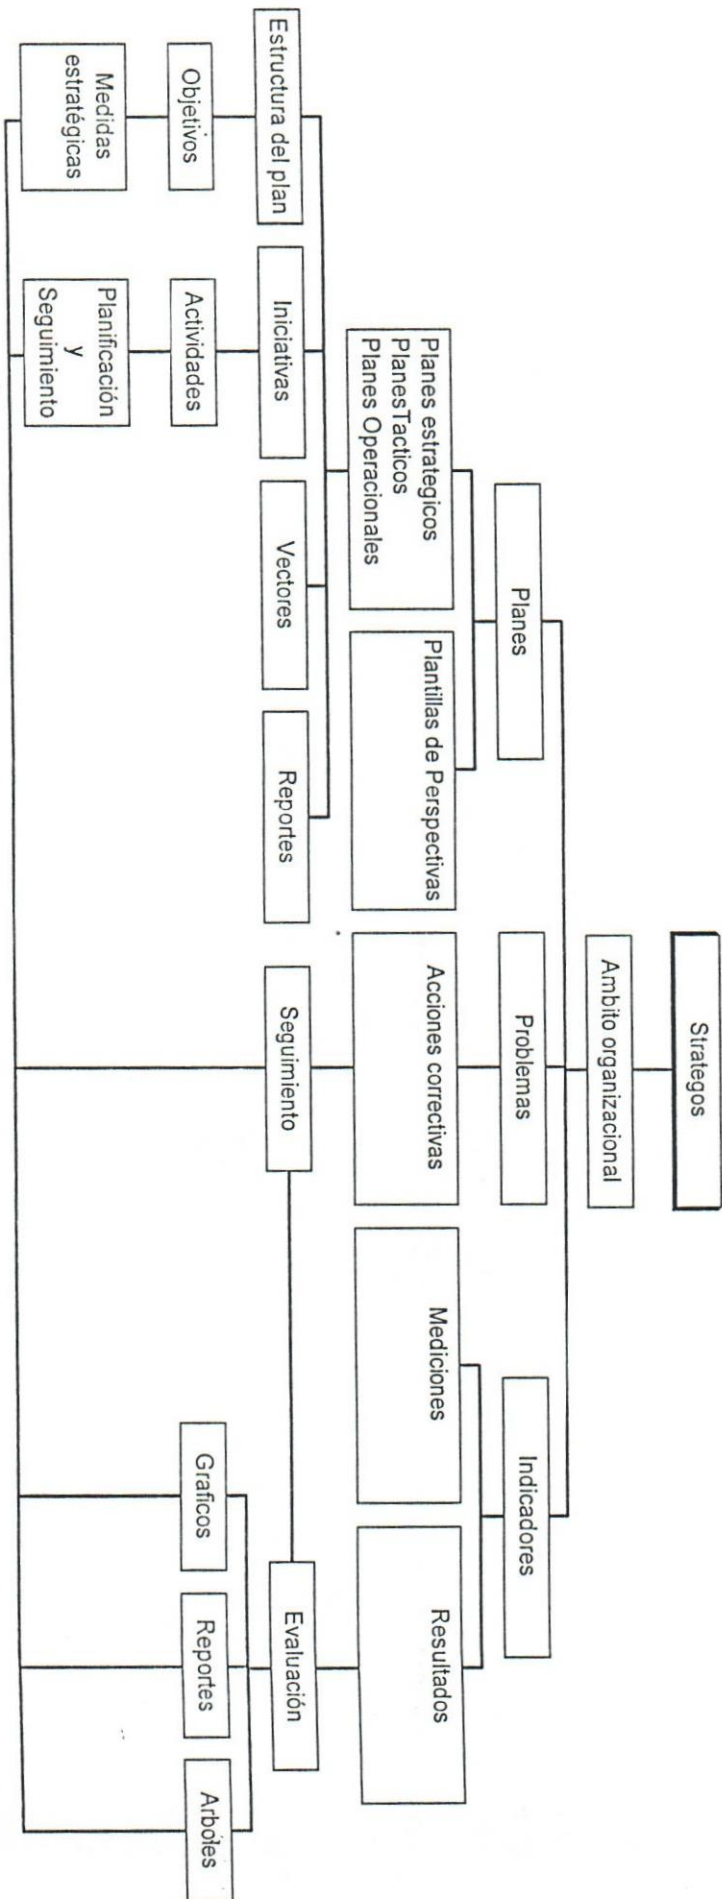 Strategos
Ambito organizacional
Planes
Problemas
Indicadores
Planes estrategicos
PlanesTacticos
Planes Operacionales
Plantillas de Perspectivas
Acciones correctivas
Mediciones
Resultados
Estructura del plan
Iniciativas
Vectores
Reportes
Seguimiento
Evaluación
Objetivos
Actividades
Graficos
Reportes
Arboles
Medidas
estratégicas
Planificación
y
Seguimiento